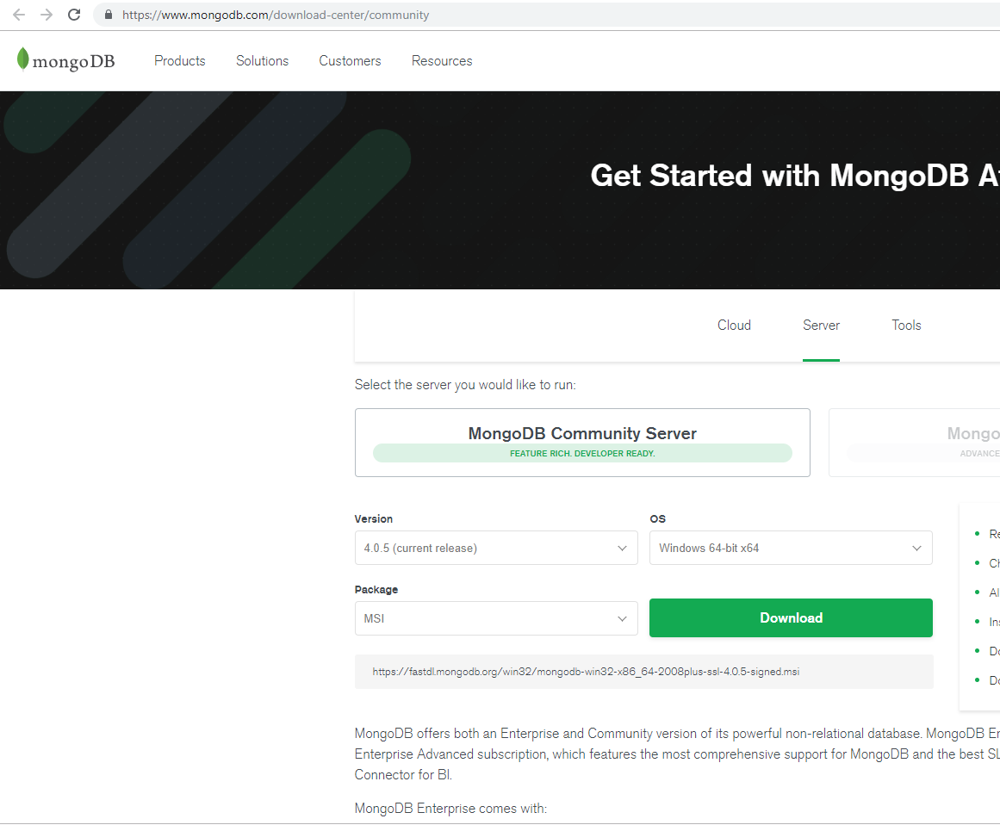 https://www.mongodb.com/download-center/community
mongoDB
Products Solutions Customers Resources
Get Started with MongoDB
Cloud Server Tools
Select the server you would like to run:
MongoDB Community Server
FEATURE RICH. DEVELOPER READY.
Mongo
ADVANCE
Version
4.0.5 (current release)
OS
Windows 64-bit x64
Package
MSI
Download
https://fastdl.mongodb.org/win32/mongodb-win32-x86_64-2008plus-ssl-4.0.5-signed.msi
Re
Al
Ins
MongoDB offers both an Enterprise and Community version of its powerful non-relational database. MongoDB En
Enterprise Advanced subscription, which features the most comprehensive support for MongoDB and the best SL
Connector for BI.
MongoDB Enterprise comes with: